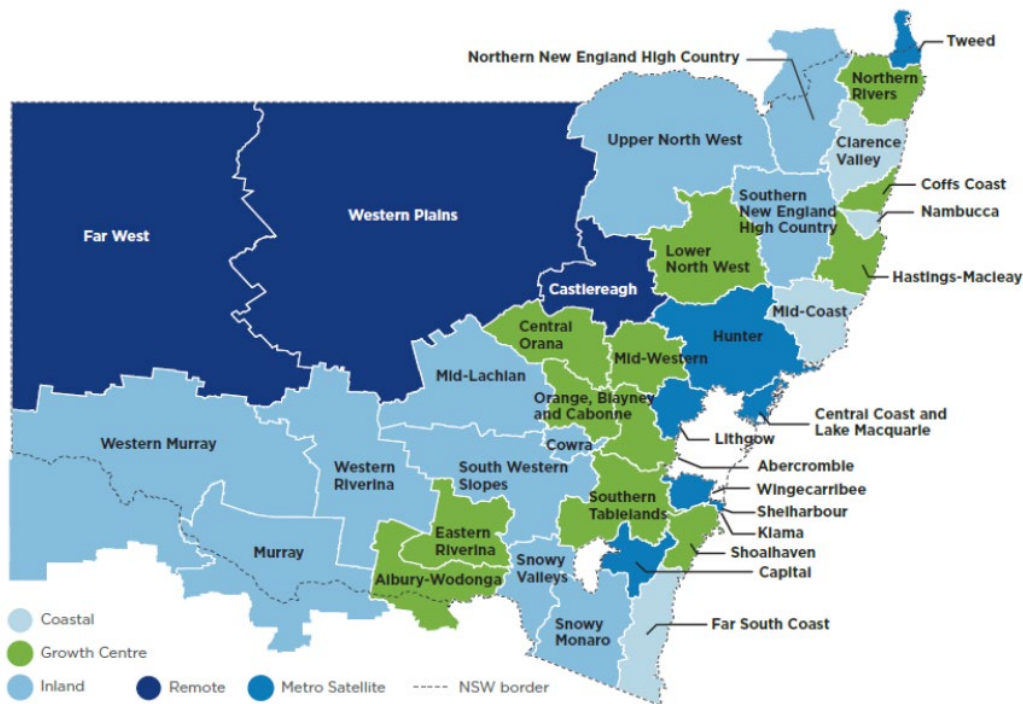 Tweed
Northern New England High Country
Northern
Rivers
Upper North West
Clarence
Valley
Coffs Coast
Southern
New England
High Country
Nambucca
Western Plains
Far West
Lower
North West
Hastings-Macleay
Castlereagh
Mid-Coast
Central
Orana
Hunter
Mid-Western
Mid-Lachlan
Orange, Blayney
and Cabonne
Central Coast and
Lake Macquarie
Lithgow
Western Murray
Cowra
Abercrombie
Western
Riverina
South Western
Slopes
Wingecarribee
Southern
Tablelands
Shellharbour
Kiama
Eastern
Riverina
Shoalhaven
Murray
Snowy
Valleys
Capital
Albury-Wodonga
Coastal
Far South Coast
Snowy
Monaro
Growth Centre
Inland
Remote
Metro Satellite
NSW border